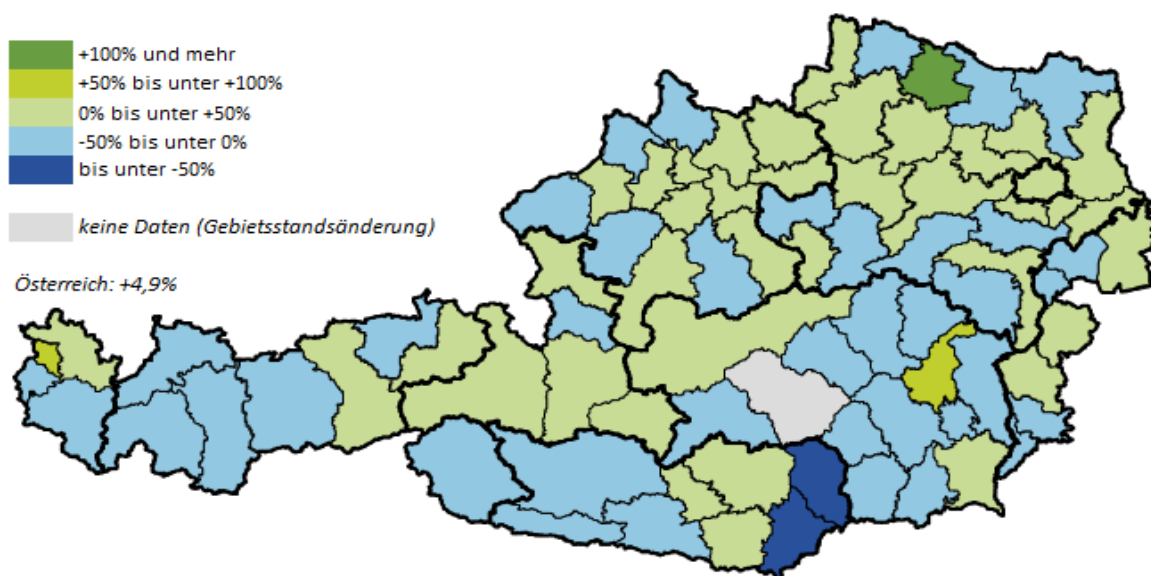 +100% und mehr
+50% bis unter +100%
0% bis unter +50%
-50% bis unter 0%
bis unter -50%
keine Daten (Gebietsstandsänderung)
Österreich: +4,9%